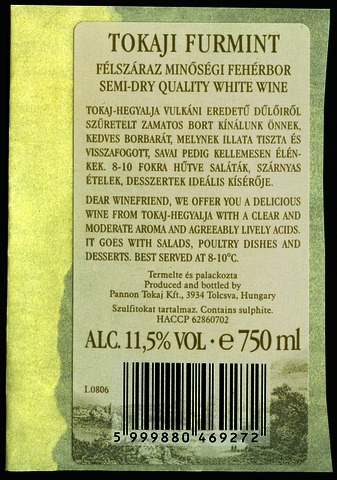 TOKAJI FURMINT
FÉLSZÁRAZ MINŐSÉGI FEHÉRBOR
SEMI-DRY QUALITY WHITE WINE
TOKAJ-HEGYALJA VULKÁNI EREDETŰ DŰLŐIRŐL
SZÜRETELT ZAMATOS BORT KÍNÁLUNK ÖNNEK,
KEDVES BORBARÁT, MELYNEK ILLATA TISZTA ÉS
VISSZAFOGOTT, SAVAI PEDIG KELLEMESEN ÉLÉN-
KEK. 8-10 FOKRA HŰTVE SALÁTÁK, SZÁRNYAS
ÉTELEK, DESSZERTEK IDEÁLIS KÍSÉRŐJE.
DEAR WINEFRIEND, WE OFFER YOU A DELICIOUS
WINE FROM TOKAJ-HEGYALJA WITH A CLEAR AND
MODERATE AROMA AND AGREEABLY LIVELY ACIDS.
IT GOES WITH SALADS, POULTRY DISHES AND
DESSERTS. BEST SERVED AT 8-10°C.
Termelte és palackozta
Produced and bottled by
Pannon Tokaj Kft., 3934 Tolcsva, Hungary
Szulfitokat tartalmaz. Contains sulphite.
HACCP 62860702
ALC. 11,5% VOL · e 750 ml
L0806
5 999880 469272